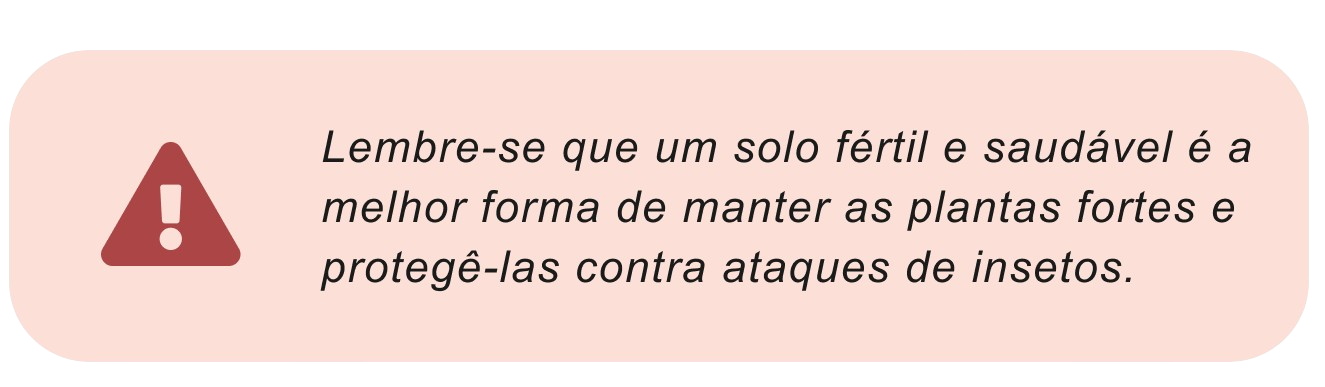 Lembre-se que um solo fértil e saudável é a
melhor forma de manter as plantas fortes e
protegê-las contra ataques de insetos.